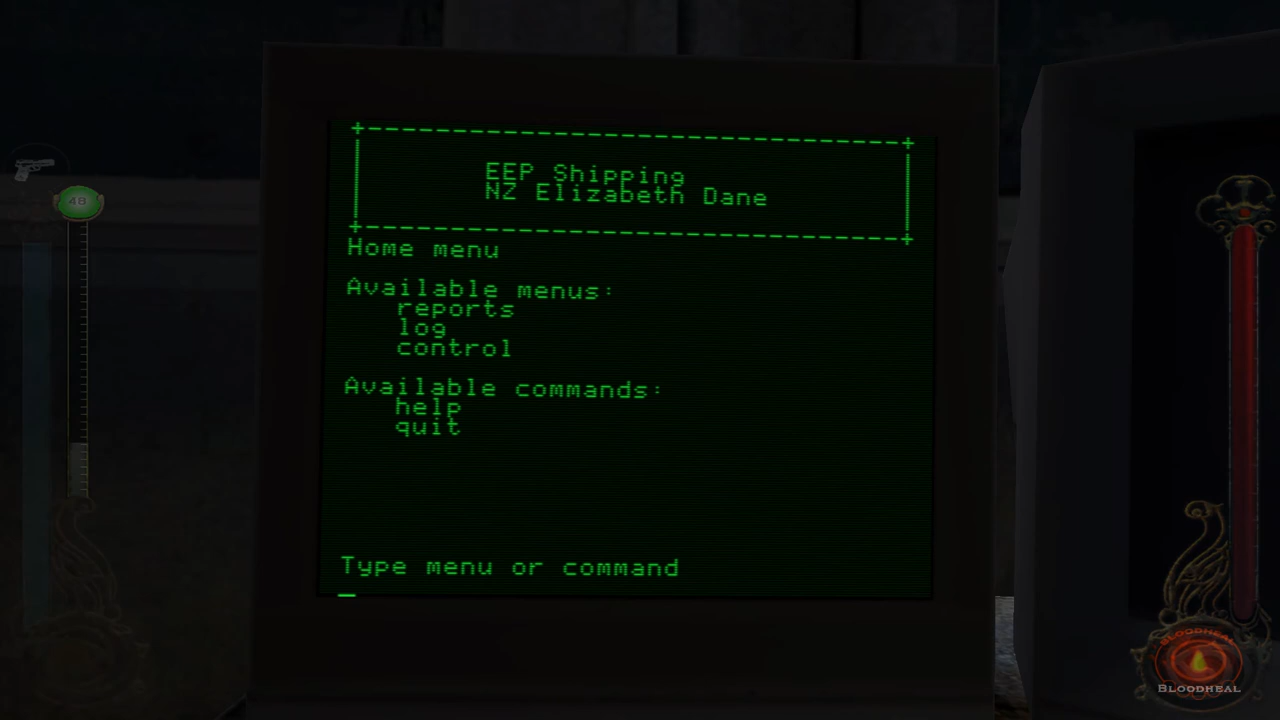 EEP Shipping
NZ Elizabeth Dane
Home menu
Available menus:
reports
log
control
Available commands:
help
quit
Type menu or command
48
BLOODHEAL
BLOODHEAL